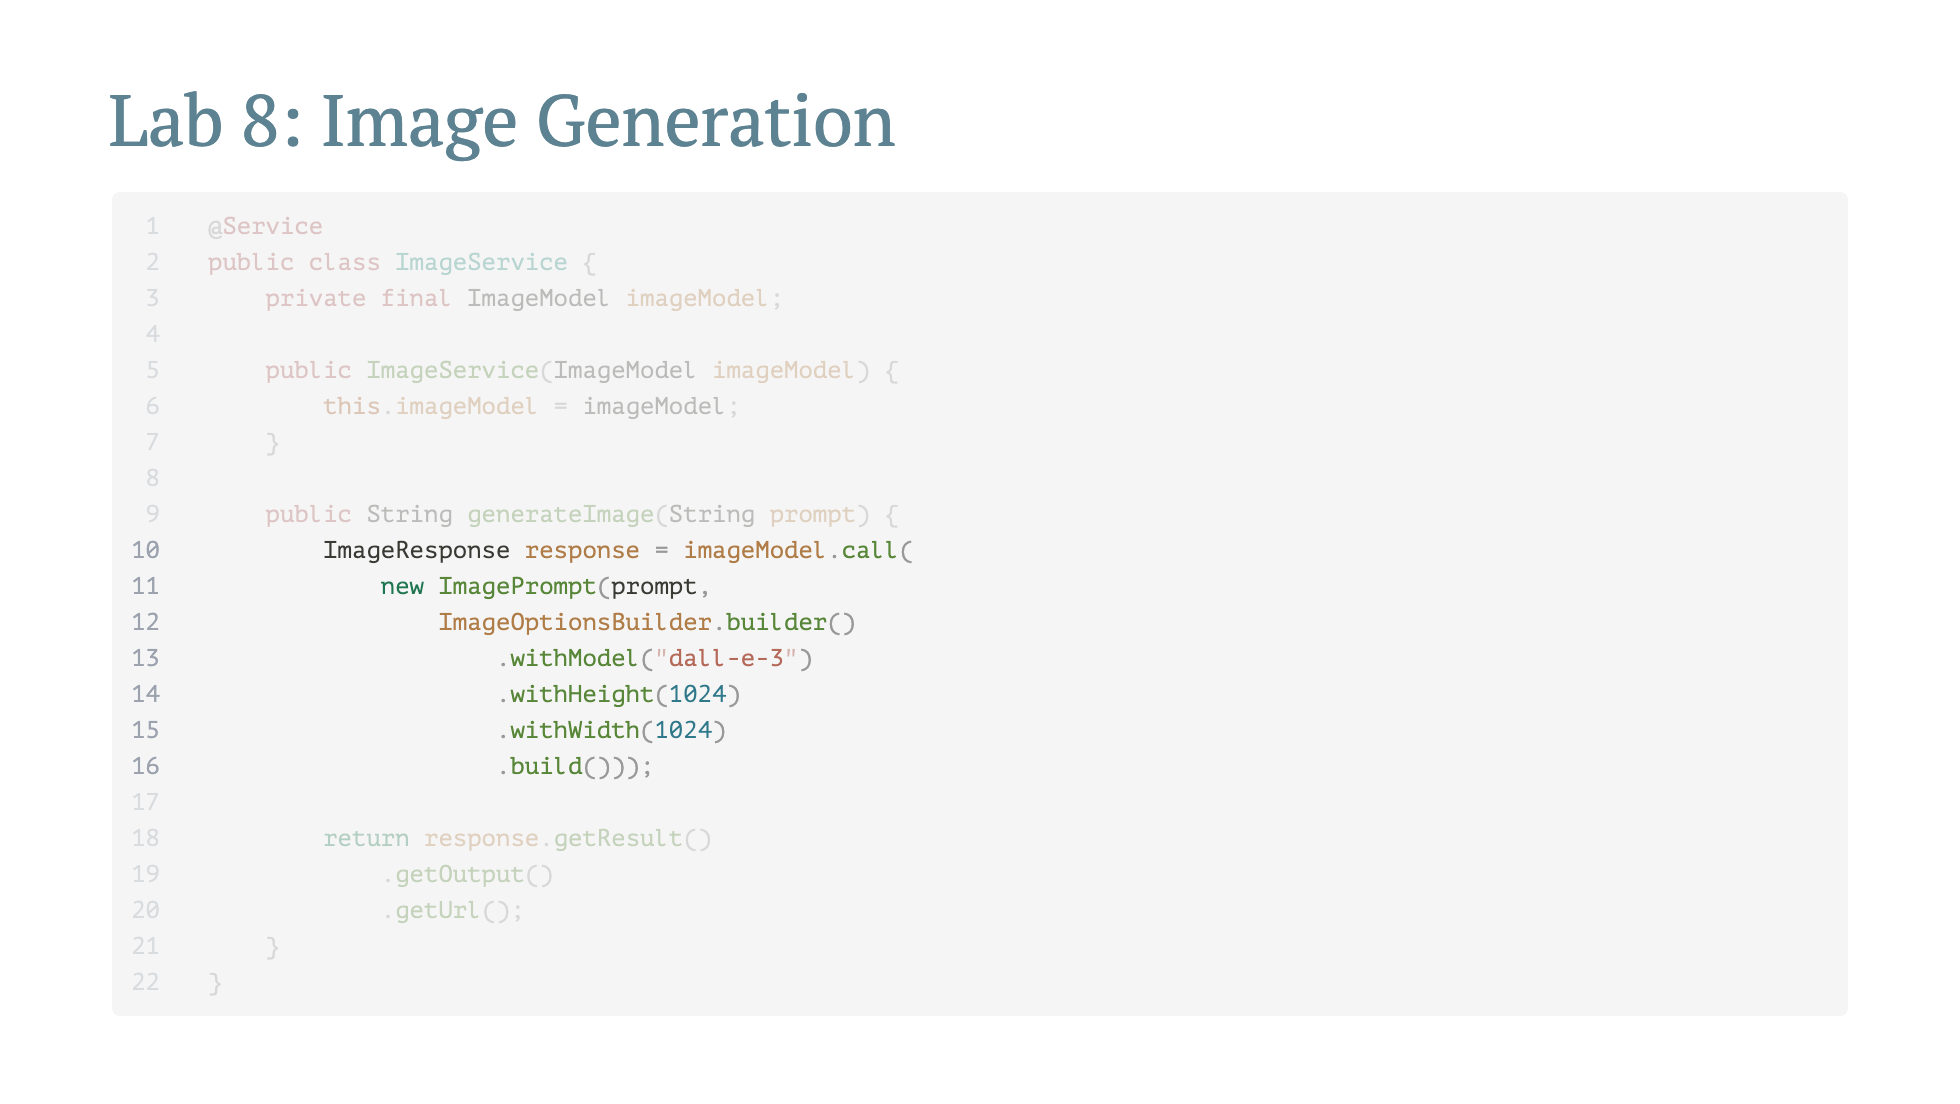 Lab 8: Image Generation
1 @Service
2 public class ImageService {
3     private final ImageModel imageModel;
4
5     public ImageService(ImageModel imageModel) {
6         this.imageModel = imageModel;
7     }
8
9     public String generateImage(String prompt) {
10         ImageResponse response = imageModel.call(
11             new ImagePrompt(prompt,
12                 ImageOptionsBuilder.builder()
13                     .withModel("dall-e-3")
14                     .withHeight(1024)
15                     .withWidth(1024)
16                     .build()));
17
18         return response.getResult()
19             .getOutput()
20             .getUrl();
21     }
22 }